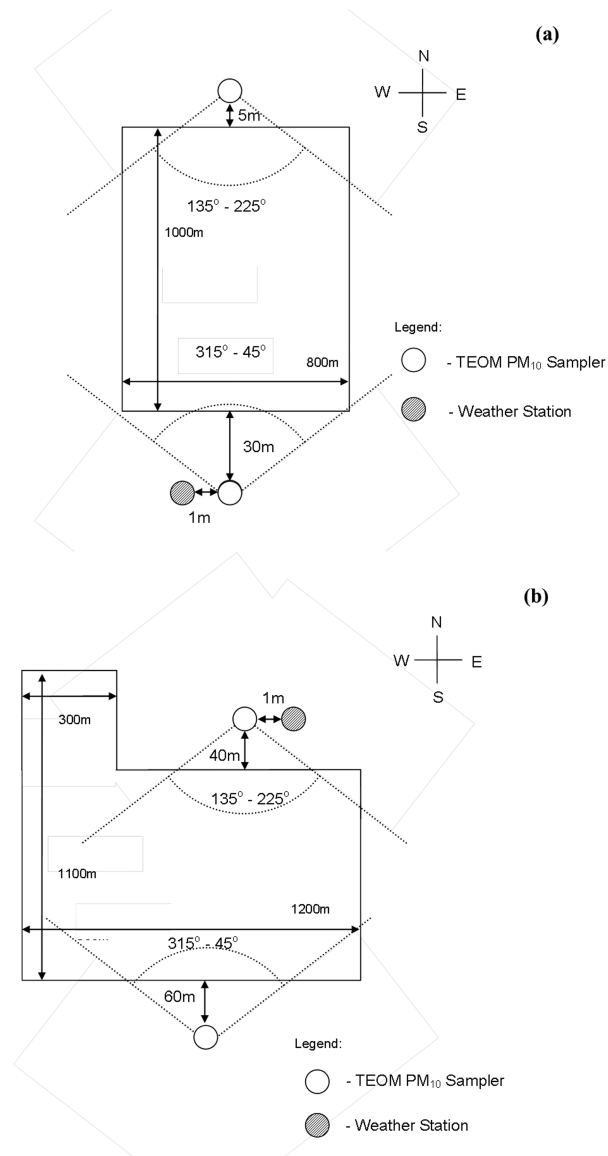 (a)
N
W E
S
5m
135° - 225°
1000m
315° - 45°
800m
Legend:
- TEOM PM₁₀ Sampler
- Weather Station
30m
1m
(b)
N
W E
S
1m
300m
40m
135° - 225°
1100m
1200m
315° - 45°
60m
Legend:
- TEOM PM₁₀ Sampler
- Weather Station